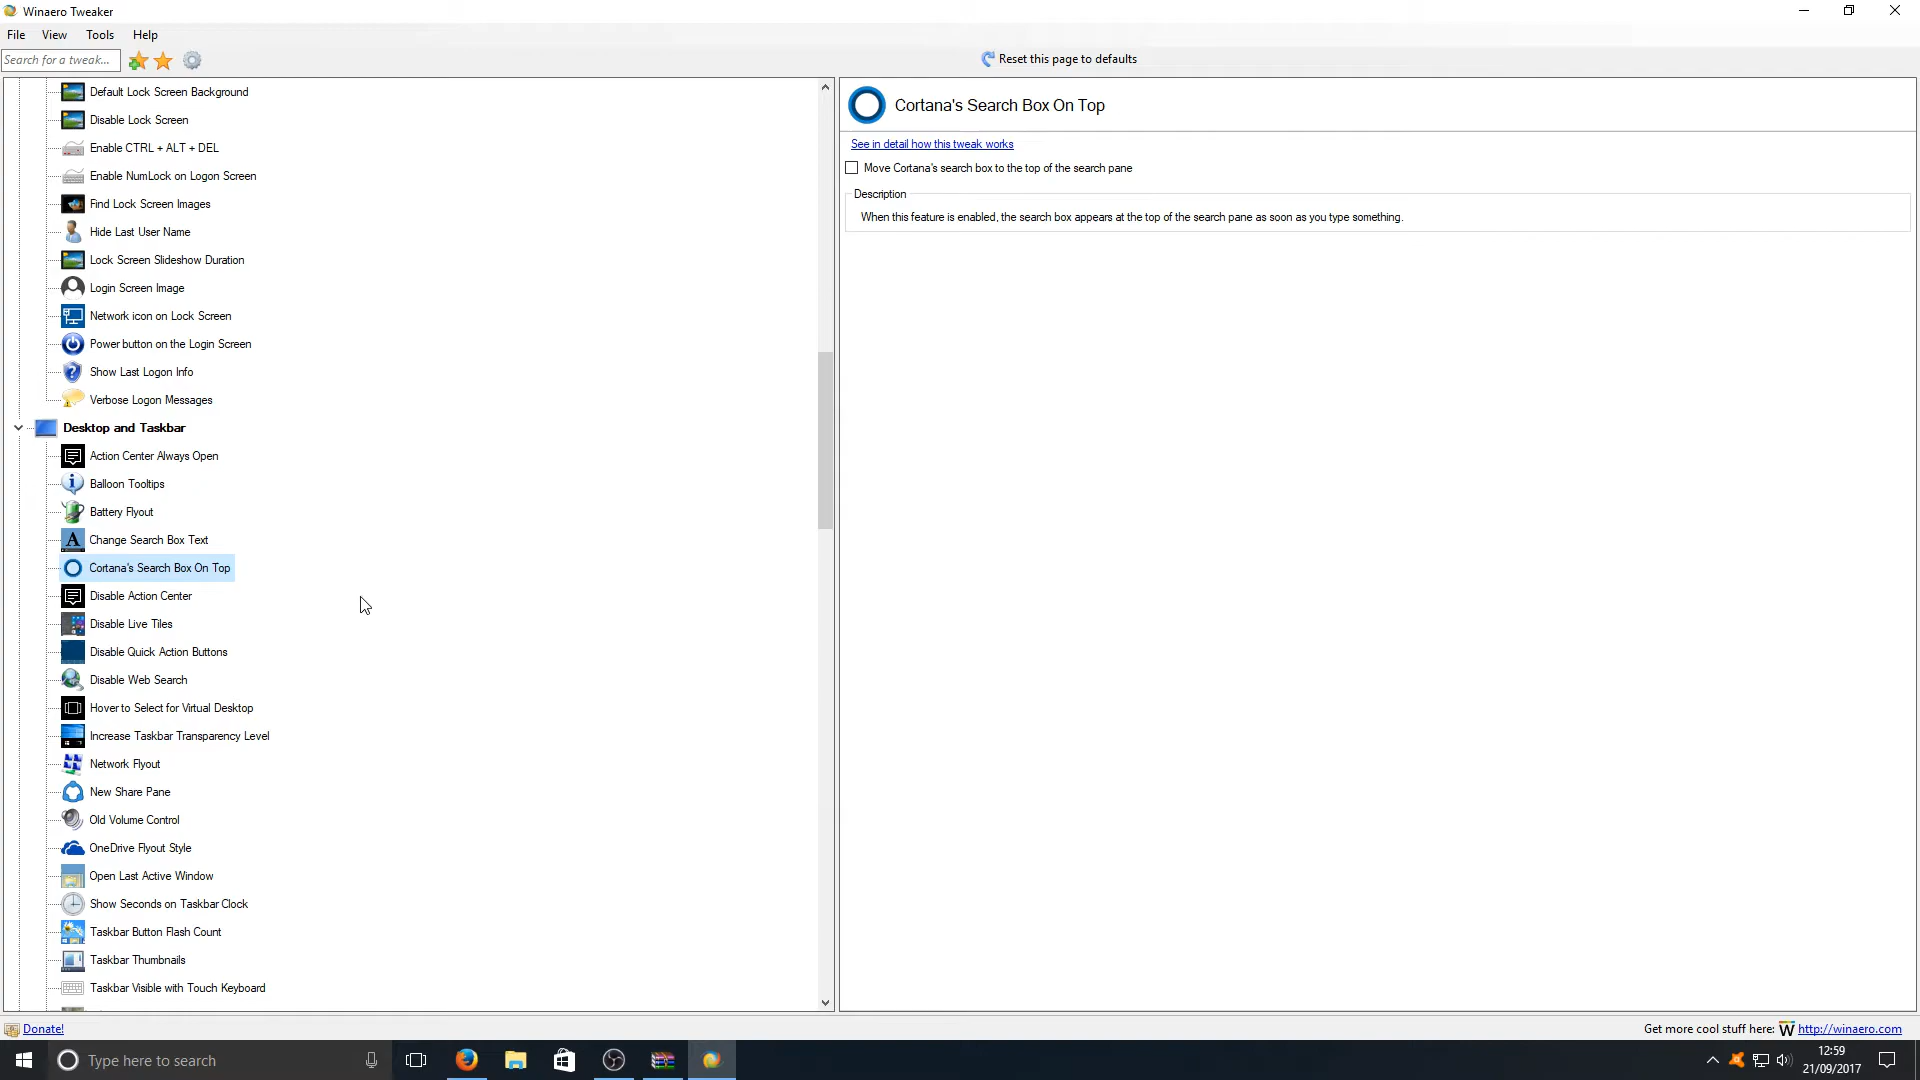 Winaero Tweaker
File View Tools Help
Search for a tweak...
Reset this page to defaults
Default Lock Screen Background
Disable Lock Screen
Enable CTRL + ALT + DEL
Enable NumLock on Logon Screen
Find Lock Screen Images
Hide Last User Name
Lock Screen Slideshow Duration
Login Screen Image
Network icon on Lock Screen
Power button on the Login Screen
Show Last Logon Info
Verbose Logon Messages
Desktop and Taskbar
Action Center Always Open
Balloon Tooltips
Battery Flyout
Change Search Box Text
Cortana's Search Box On Top
Disable Action Center
Disable Live Tiles
Disable Quick Action Buttons
Disable Web Search
Hover to Select for Virtual Desktop
Increase Taskbar Transparency Level
Network Flyout
New Share Pane
Old Volume Control
OneDrive Flyout Style
Open Last Active Window
Show Seconds on Taskbar Clock
Taskbar Button Flash Count
Taskbar Thumbnails
Taskbar Visible with Touch Keyboard
Cortana's Search Box On Top
See in detail how this tweak works
Move Cortana's search box to the top of the search pane
Description
When this feature is enabled, the search box appears at the top of the search pane as soon as you type something.
Donate!
Get more cool stuff here: W http://winaero.com
Type here to search
12:59
21/09/2017